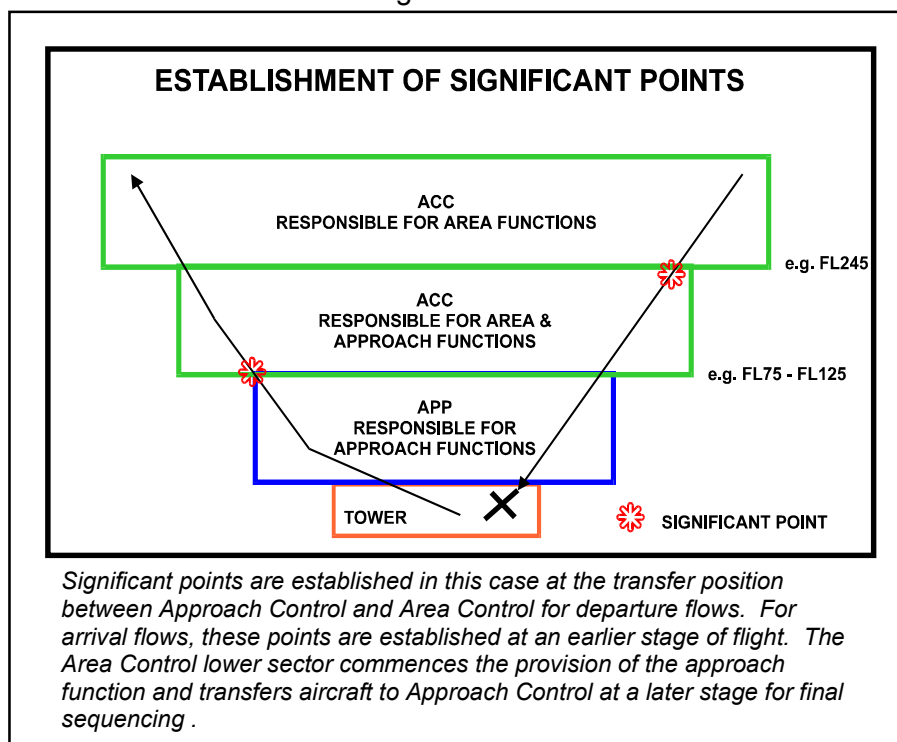 ESTABLISHMENT OF SIGNIFICANT POINTS
ACC
RESPONSIBLE FOR AREA FUNCTIONS
e.g. FL245
ACC
RESPONSIBLE FOR AREA &
APPROACH FUNCTIONS
e.g. FL75 - FL125
APP
RESPONSIBLE FOR
APPROACH FUNCTIONS
TOWER
SIGNIFICANT POINT
Significant points are established in this case at the transfer position
between Approach Control and Area Control for departure flows. For
arrival flows, these points are established at an earlier stage of flight. The
Area Control lower sector commences the provision of the approach
function and transfers aircraft to Approach Control at a later stage for final
sequencing .